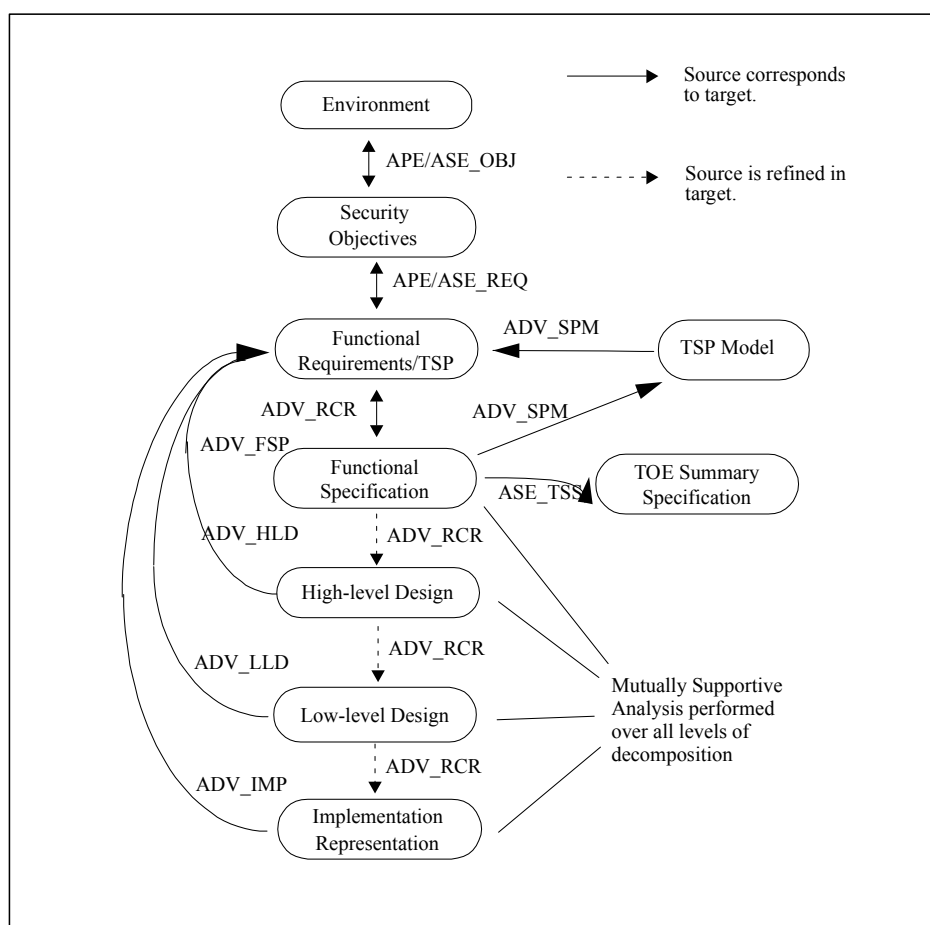 Source corresponds
to target.
Environment
APE/ASE_OBJ
Source is refined in
target.
Security
Objectives
APE/ASE_REQ
Functional
Requirements/TSP
ADV_SPM
TSP Model
ADV_RCR
ADV_SPM
ADV_FSP
Functional
Specification
ASE_TSS
TOE Summary
Specification
ADV_HLD
ADV_RCR
High-level Design
ADV_RCR
ADV_LLD
Low-level Design
Mutually Supportive
Analysis performed
over all levels of
decomposition
ADV_RCR
ADV_IMP
Implementation
Representation